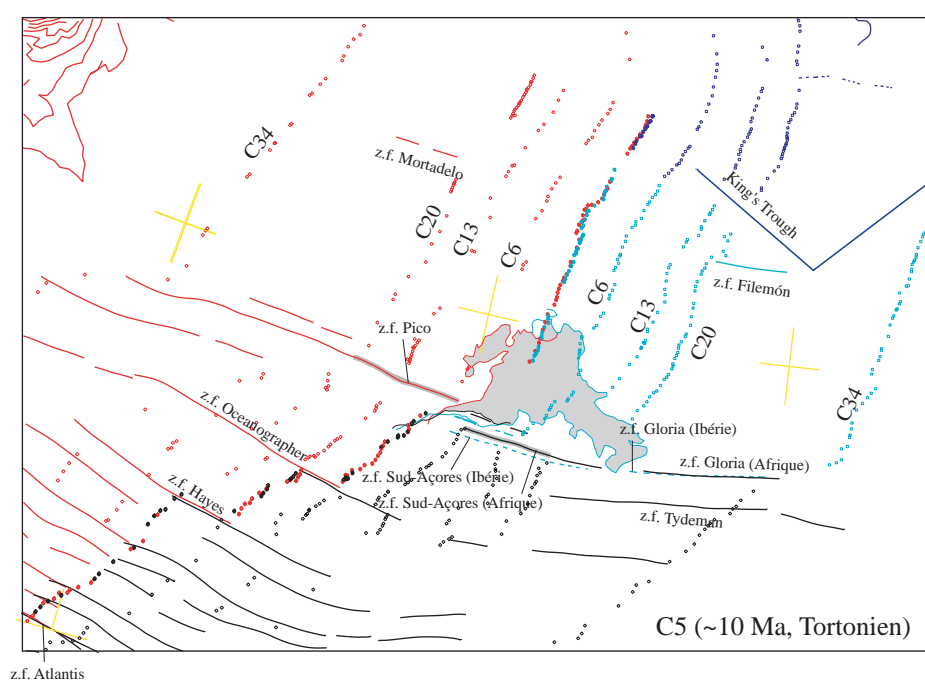 C34
z.f. Mortadelo
King's Trough
C20
C13
C6
C6
z.f. Filemón
C13
z.f. Pico
C20
C34
z.f. Oceanographer
z.f. Gloria (Ibérie)
z.f. Gloria (Afrique)
z.f. Sud-Açores (Ibérie)
z.f. Hayes
z.f. Sud-Açores (Afrique)
z.f. Tydeman
C5 (~10 Ma, Tortonien)
z.f. Atlantis